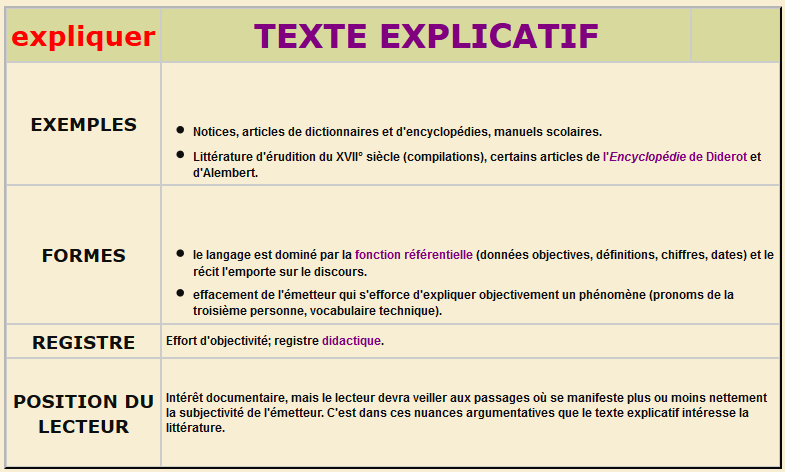 expliquer
TEXTE EXPLICATIF
EXEMPLES
• Notices, articles de dictionnaires et d'encyclopédies, manuels scolaires.
• Littérature d'érudition du XVII° siècle (compilations), certains articles de l'Encyclopédie de Diderot et
d'Alembert.
FORMES
• le langage est dominé par la fonction référentielle (données objectives, définitions, chiffres, dates) et le
récit l'emporte sur le discours.
• effacement de l'émetteur qui s'efforce d'expliquer objectivement un phénomène (pronoms de la
troisième personne, vocabulaire technique).
REGISTRE
Effort d'objectivité; registre didactique.
POSITION DU
LECTEUR
Intérêt documentaire, mais le lecteur devra veiller aux passages où se manifeste plus ou moins nettement
la subjectivité de l'émetteur. C'est dans ces nuances argumentatives que le texte explicatif intéresse la
littérature.